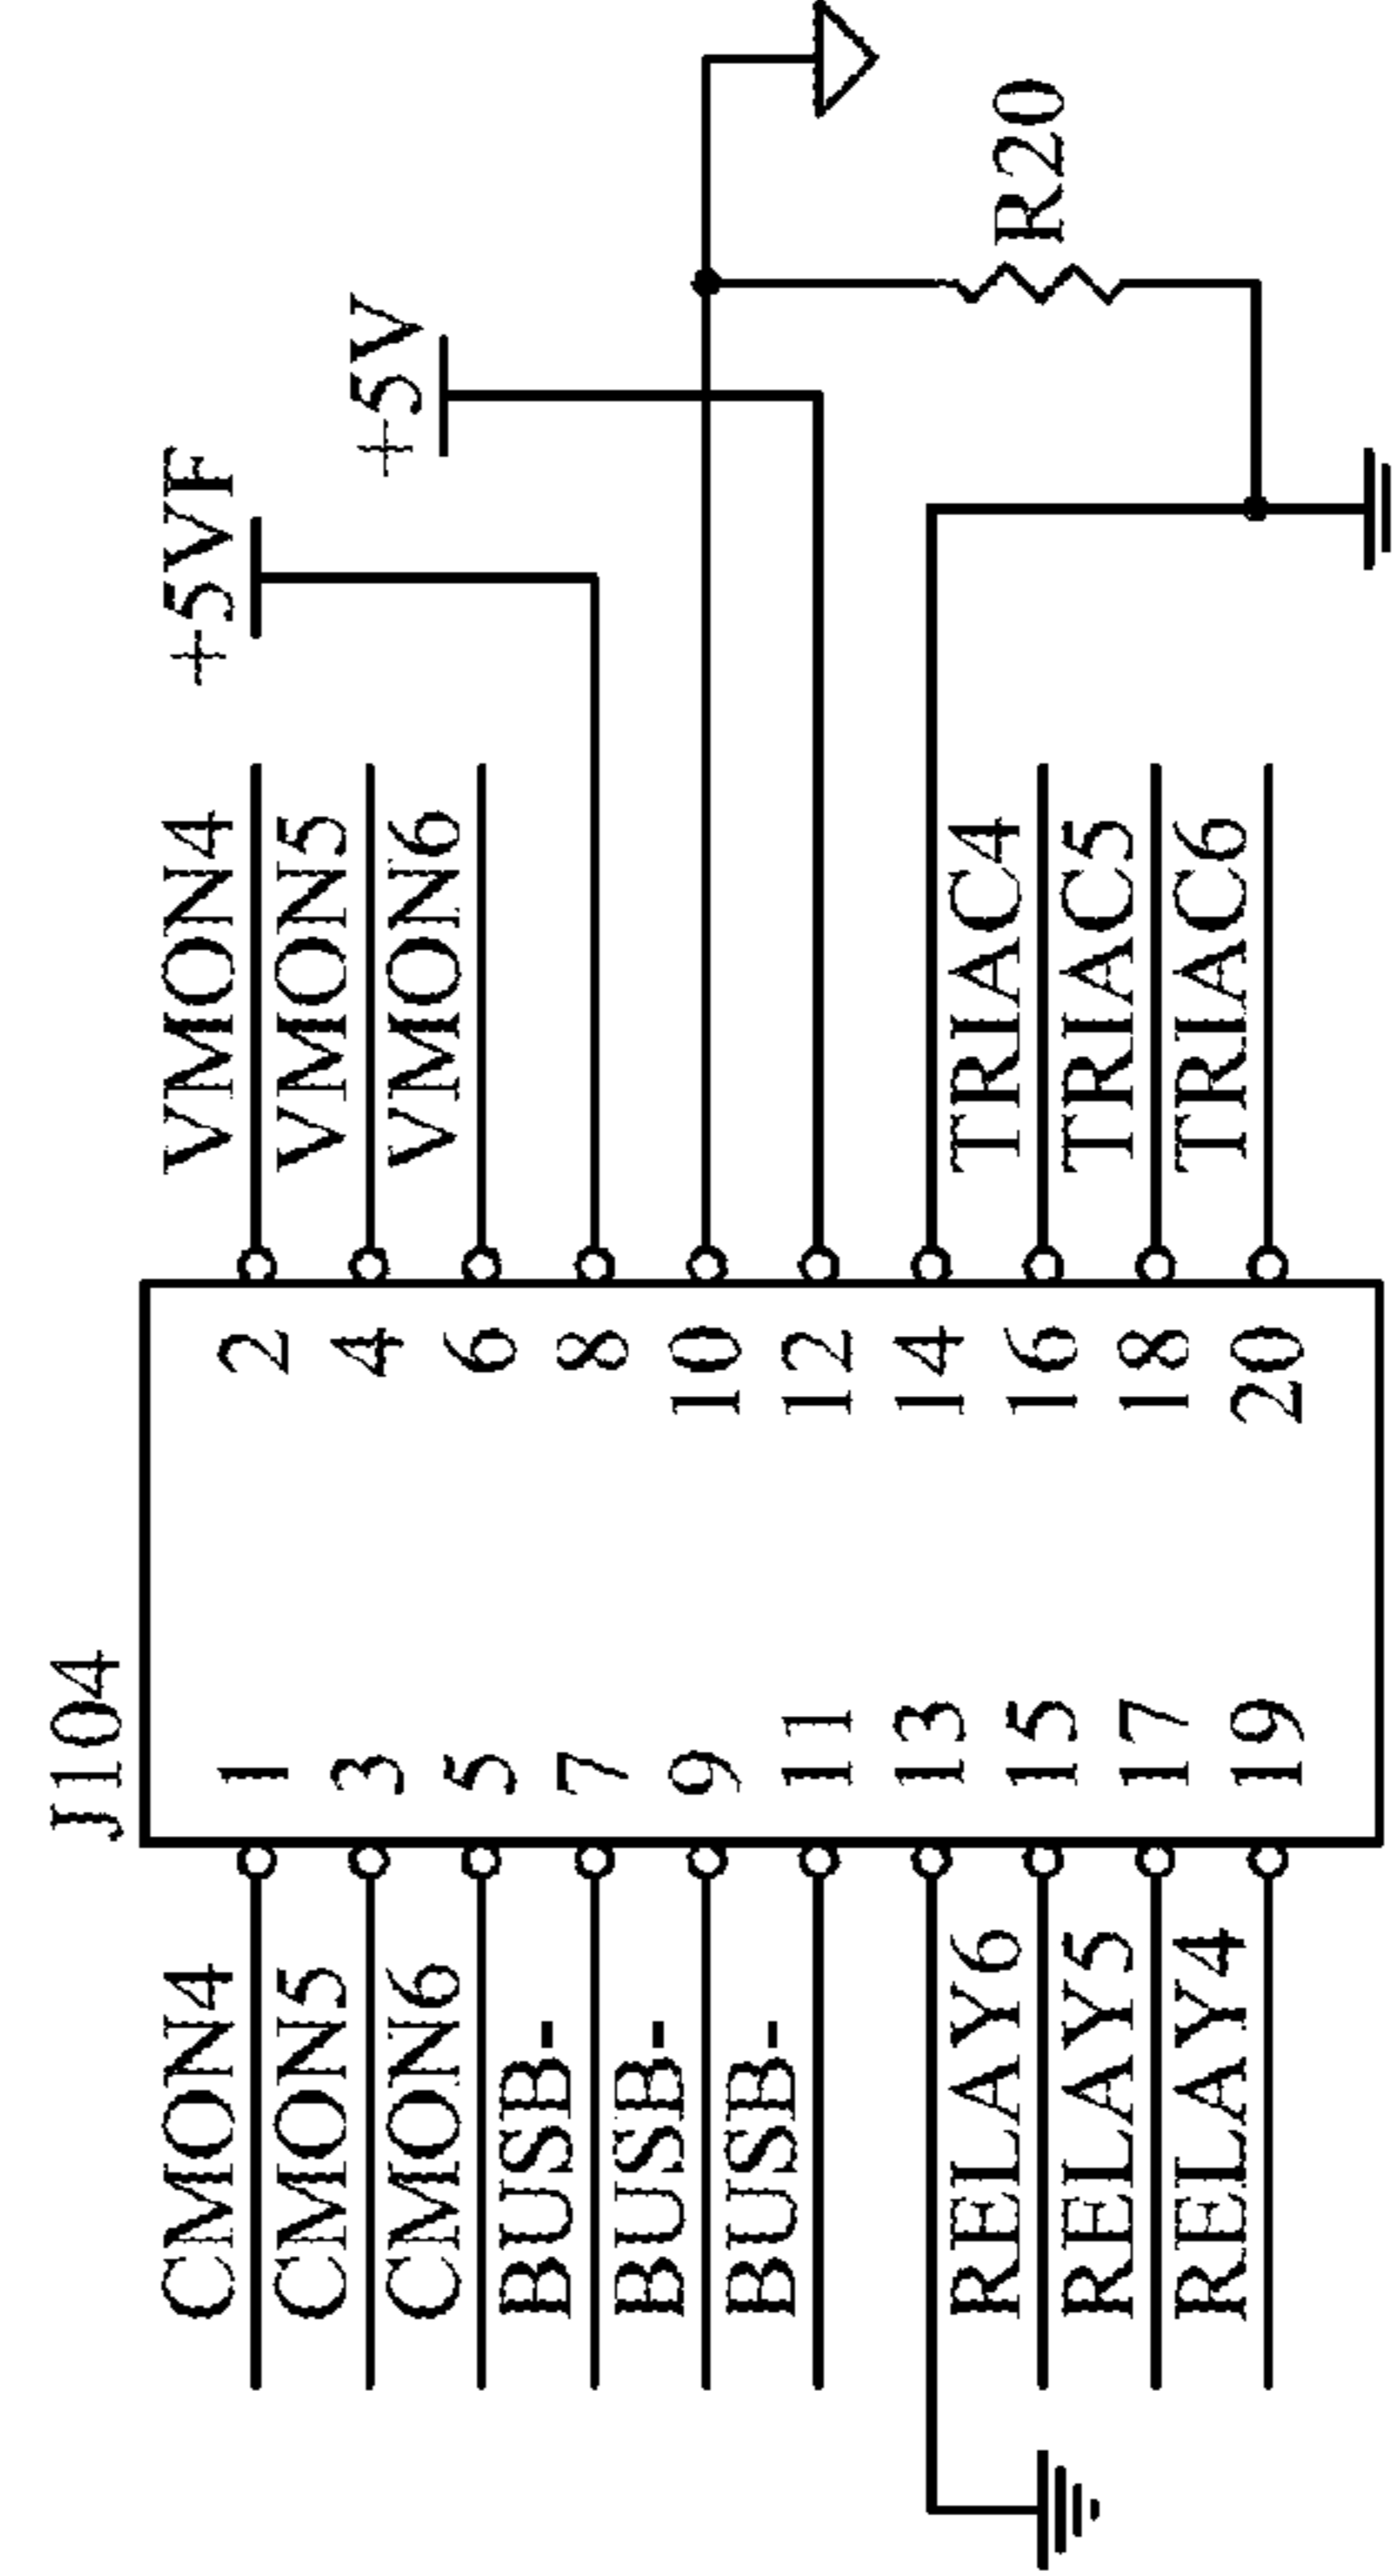 J104
CMON4 1 2 VMON4
CMON5 3 4 VMON5
CMON6 5 6 VMON6
BUSB- 7 8 +5VF
BUSB- 9 10
BUSB- 11 12 +5V
13 14
RELAY6 15 16 TRIAC4
RELAY5 17 18 TRIAC5
RELAY4 19 20 TRIAC6
R20